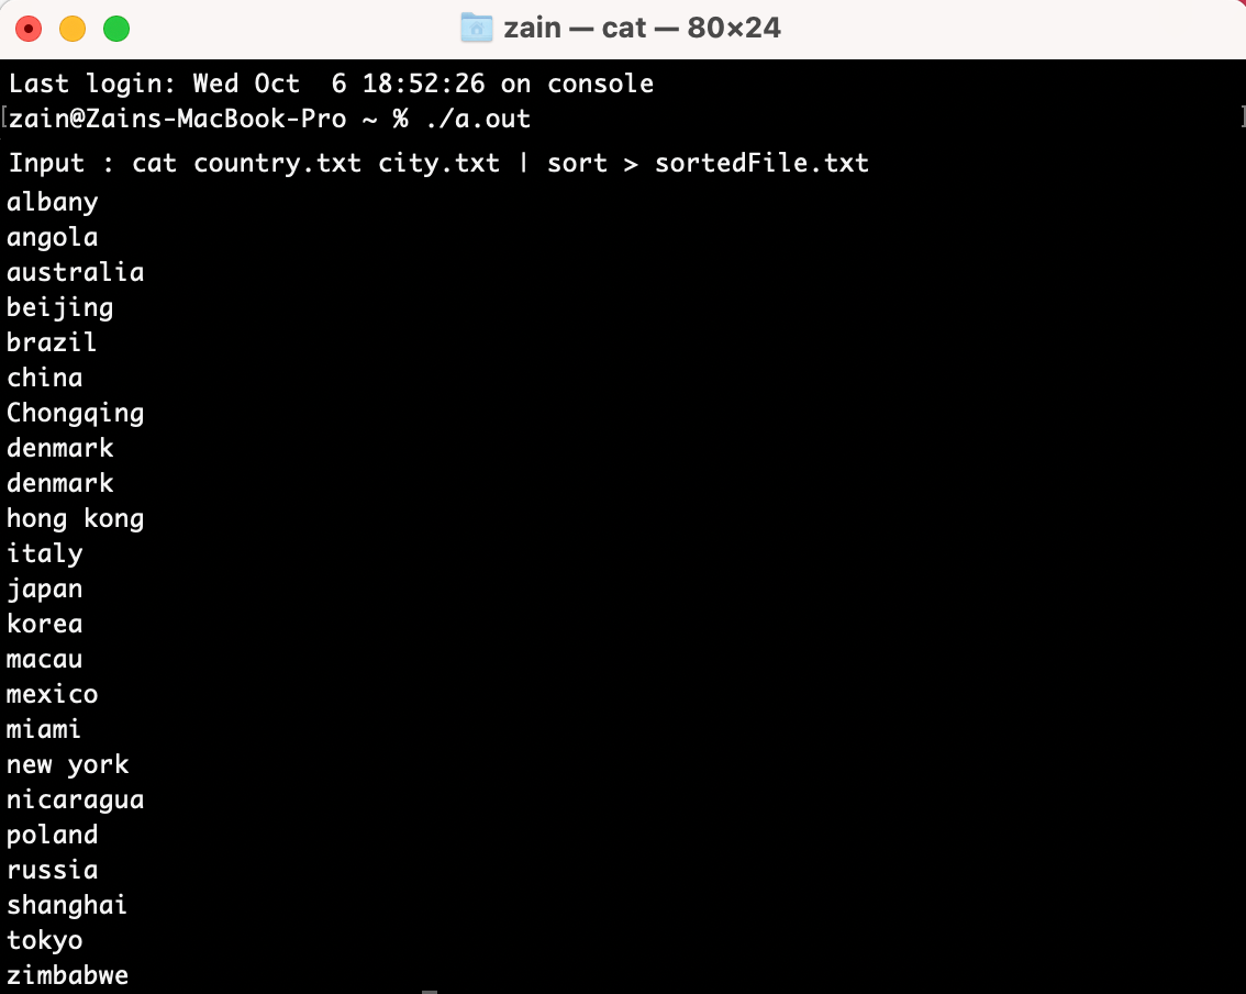 zain — cat — 80×24
Last login: Wed Oct  6 18:52:26 on console
[zain@Zains-MacBook-Pro ~ % ./a.out ]
Input : cat country.txt city.txt | sort > sortedFile.txt
albany
angola
australia
beijing
brazil
china
Chongqing
denmark
denmark
hong kong
italy
japan
korea
macau
mexico
miami
new york
nicaragua
poland
russia
shanghai
tokyo
zimbabwe